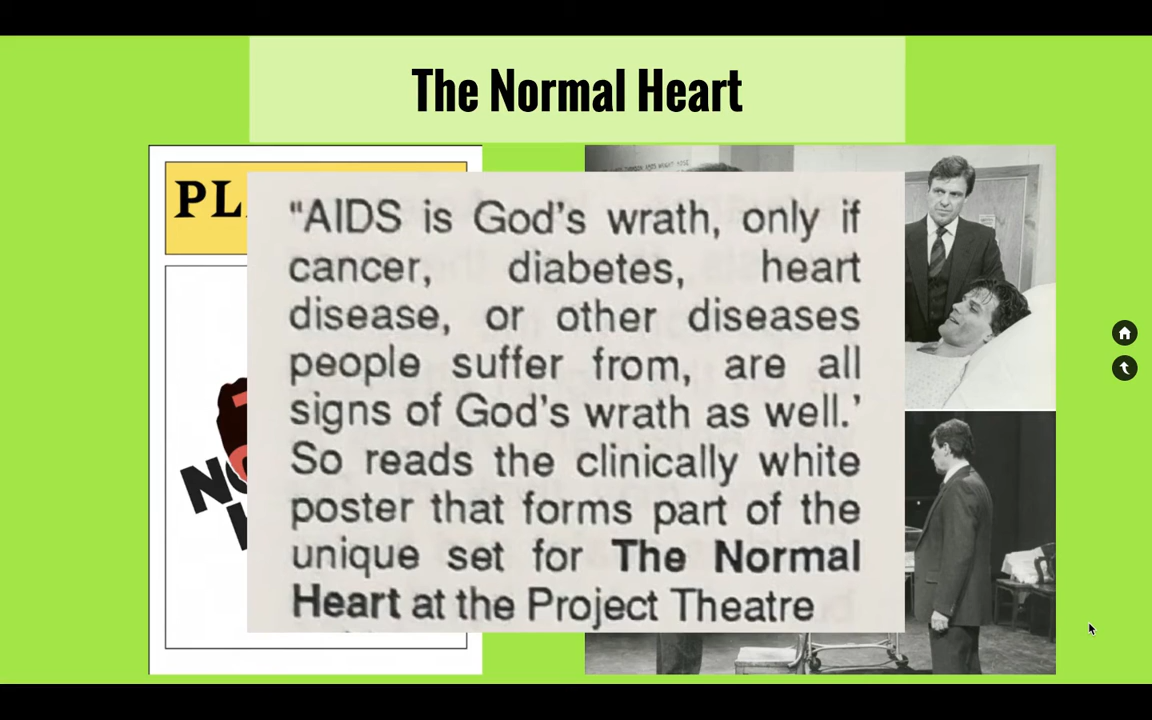 The Normal Heart
PL
"AIDS is God's wrath, only if
cancer, diabetes, heart
disease, or other diseases
people suffer from, are all
signs of God's wrath as well.'
So reads the clinically white
poster that forms part of the
unique set for The Normal
Heart at the Project Theatre